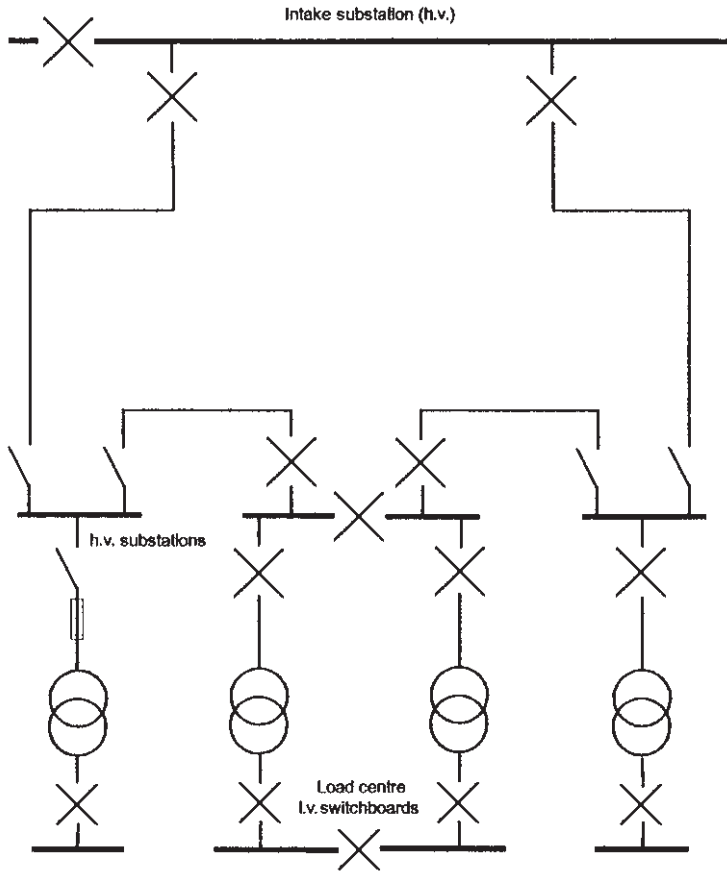 Intake substation (h.v.)
h.v. substations
Load centre
l.v. switchboards